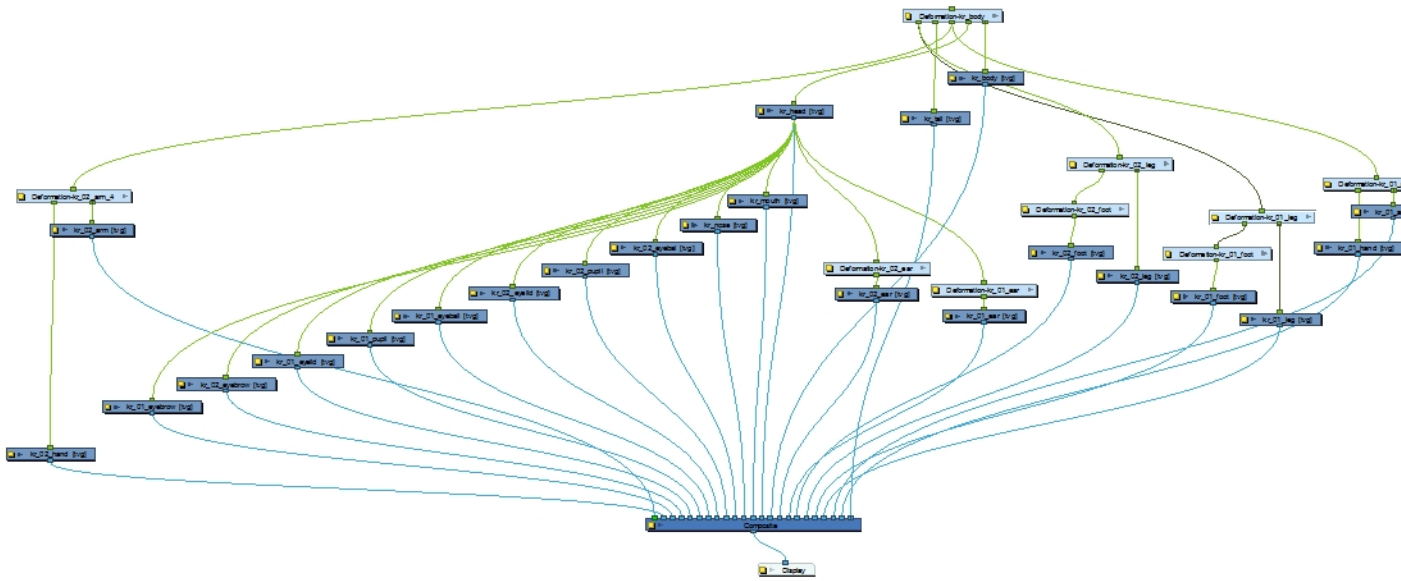 Deformation-kr_body
kr_body [tvg]
kr_head [tvg]
kr_tail [tvg]
Deformation-kr_02_leg
Deformation-kr_01_
Deformation-kr_02_arm_4
kr_mouth [tvg]
Deformation-kr_02_foot
kr_01_a
Deformation-kr_01_leg
kr_nose [tvg]
kr_02_arm [tvg]
kr_02_eyeball [tvg]
kr_01_hand [tvg]
kr_02_foot [tvg]
Deformation-kr_01_foot
kr_02_pupil [tvg]
Deformation-kr_02_ear
kr_02_leg [tvg]
Deformation-kr_01_ear
kr_02_eyelid [tvg]
kr_02_ear [tvg]
kr_01_foot [tvg]
kr_01_eyeball [tvg]
kr_01_ear [tvg]
kr_01_leg [tvg]
kr_01_pupil [tvg]
kr_01_eyelid [tvg]
kr_02_eyebrow [tvg]
kr_01_eyebrow [tvg]
kr_02_hand [tvg]
Composite
Display